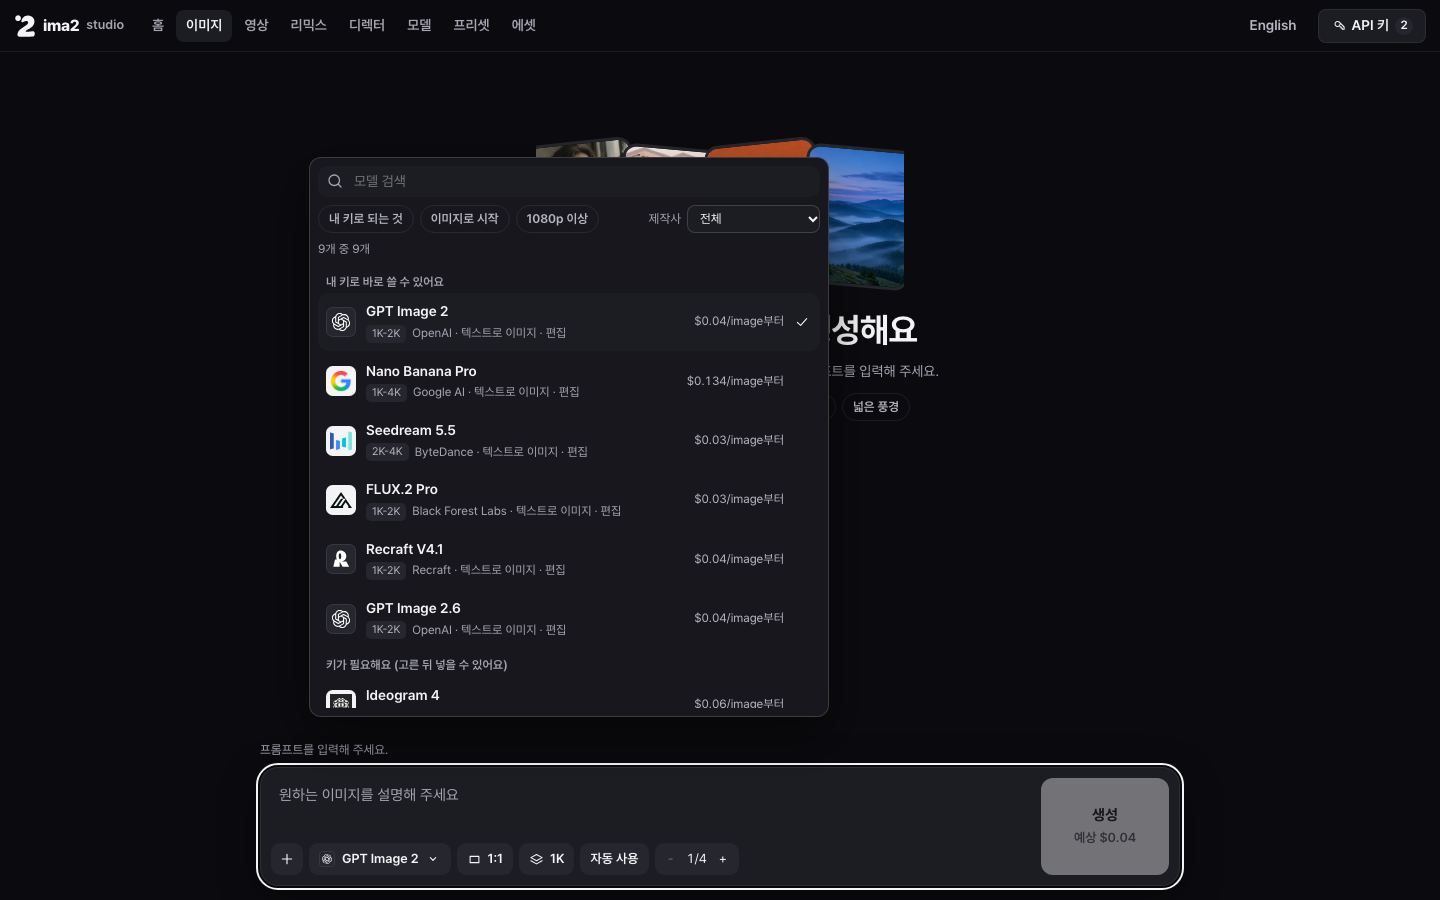 ima2 studio 홈 이미지 영상 리믹스 디렉터 모델 프리셋 에셋 English API 키 2
모델 검색
내 키로 되는 것 이미지로 시작 1080p 이상 제작사 전체
9개 중 9개
내 키로 바로 쓸 수 있어요
GPT Image 2
1K-2K OpenAI · 텍스트로 이미지 · 편집
$0.04/image부터
Nano Banana Pro
1K-4K Google AI · 텍스트로 이미지 · 편집
$0.134/image부터
Seedream 5.5
2K-4K ByteDance · 텍스트로 이미지 · 편집
$0.03/image부터
FLUX.2 Pro
1K-2K Black Forest Labs · 텍스트로 이미지 · 편집
$0.03/image부터
Recraft V4.1
1K-2K Recraft · 텍스트로 이미지 · 편집
$0.04/image부터
GPT Image 2.6
1K-2K OpenAI · 텍스트로 이미지 · 편집
$0.04/image부터
키가 필요해요 (고른 뒤 넣을 수 있어요)
Ideogram 4
$0.06/image부터
성해요
트를 입력해 주세요.
넓은 풍경
프롬프트를 입력해 주세요.
원하는 이미지를 설명해 주세요
GPT Image 2 1:1 1K 자동 사용 - 1/4 +
생성
예상 $0.04